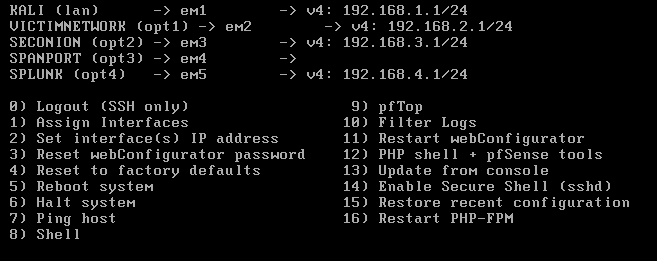 KALI (lan) -> em1 -> v4: 192.168.1.1/24
VICTIMNETWORK (opt1) -> em2 -> v4: 192.168.2.1/24
SECONION (opt2) -> em3 -> v4: 192.168.3.1/24
SPANPORT (opt3) -> em4 ->
SPLUNK (opt4) -> em5 -> v4: 192.168.4.1/24
0) Logout (SSH only) 9) pfTop
1) Assign Interfaces 10) Filter Logs
2) Set interface(s) IP address 11) Restart webConfigurator
3) Reset webConfigurator password 12) PHP shell + pfSense tools
4) Reset to factory defaults 13) Update from console
5) Reboot system 14) Enable Secure Shell (sshd)
6) Halt system 15) Restore recent configuration
7) Ping host 16) Restart PHP-FPM
8) Shell